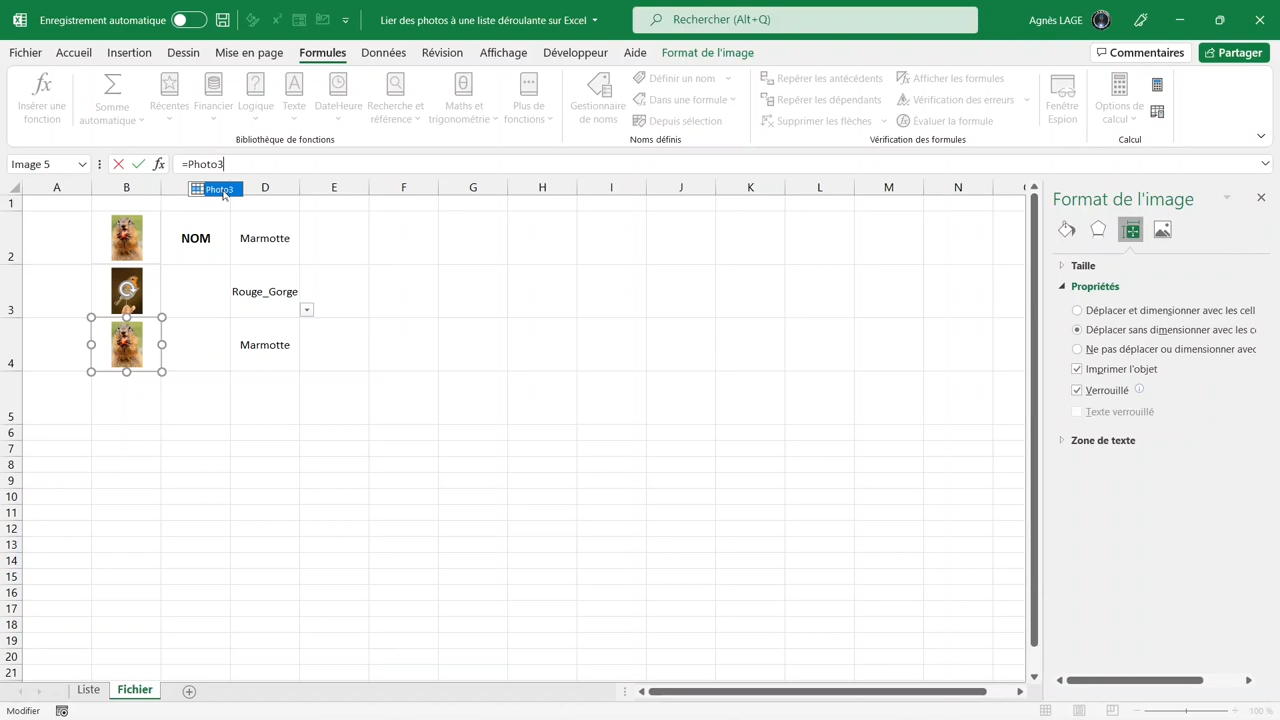 Enregistrement automatique
Lier des photos à une liste déroulante sur Excel
Rechercher (Alt+Q)
Agnès LAGE
Fichier Accueil Insertion Dessin Mise en page Formules Données Révision Affichage Développeur Aide Format de l'image
Commentaires Partager
Insérer une fonction
Somme automatique
Récentes
Financier
Logique
Texte
DateHeure
Recherche et référence
Maths et trigonométrie
Plus de fonctions
Bibliothèque de fonctions
Gestionnaire de noms
Définir un nom
Dans une formule
Depuis sélection
Noms définis
Repérer les antécédents
Repérer les dépendants
Supprimer les flèches
Afficher les formules
Vérification des erreurs
Évaluer la formule
Vérification des formules
Fenêtre Espion
Options de calcul
Calcul
Image 5
fx
=Photo3
Photo3
A B D E F G H I J K L M N
1
2 NOM Marmotte
3 Rouge_Gorge
4 Marmotte
5
6
7
8
9
10
11
12
13
14
15
16
17
18
19
20
21
Format de l'image
Taille
Propriétés
Déplacer et dimensionner avec les cell
Déplacer sans dimensionner avec les c
Ne pas déplacer ou dimensionner avec
Imprimer l'objet
Verrouillé
Texte verrouillé
Zone de texte
Liste Fichier
Modifier
100 %